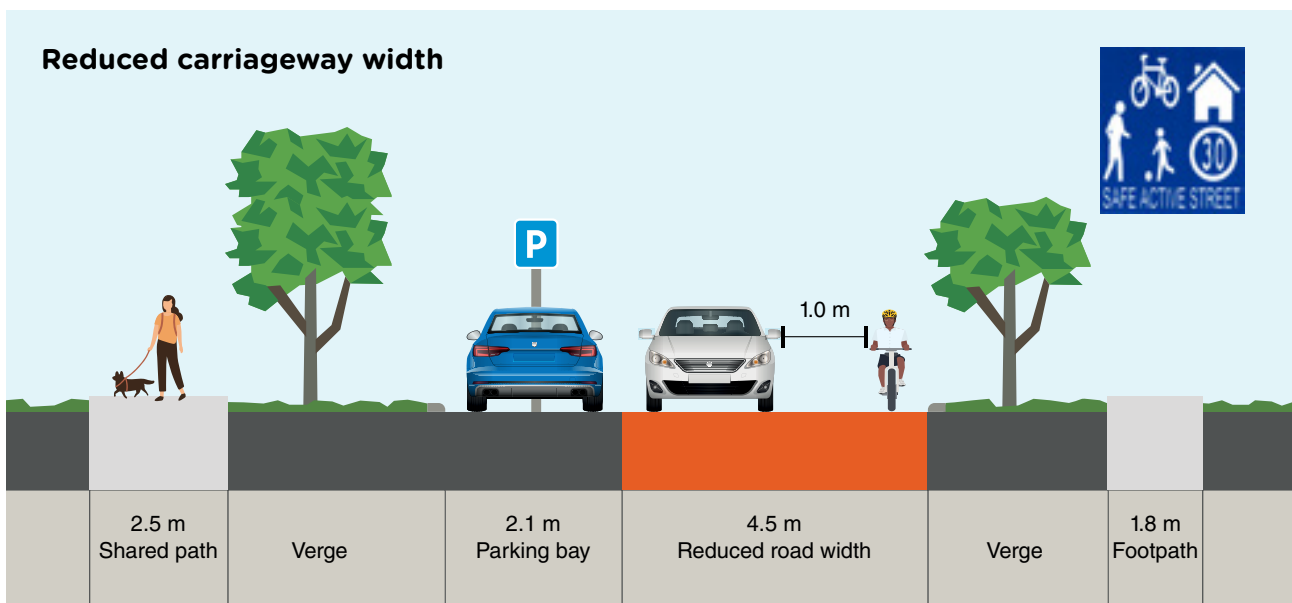 Reduced carriageway width
30
SAFE ACTIVE STREET
P
1.0 m
2.5 m
Shared path
Verge
2.1 m
Parking bay
4.5 m
Reduced road width
Verge
1.8 m
Footpath